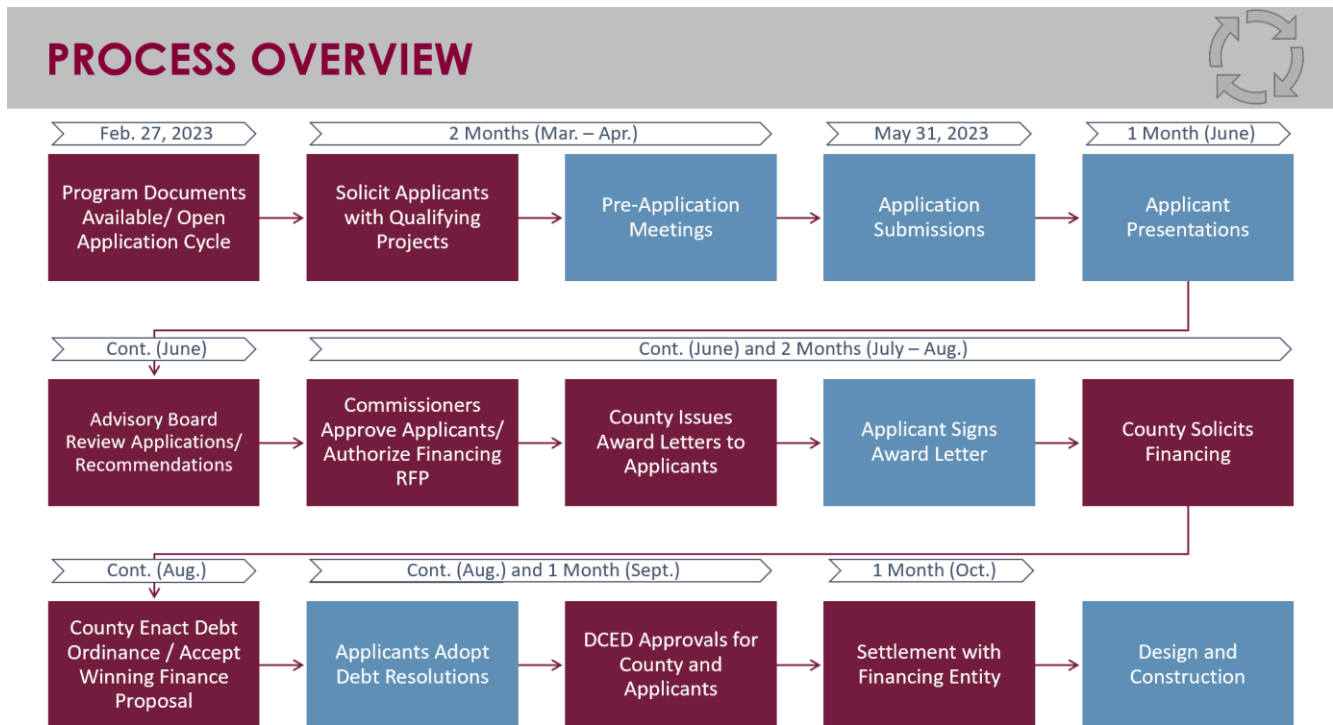 PROCESS OVERVIEW
Feb. 27, 2023
2 Months (Mar. – Apr.)
May 31, 2023
1 Month (June)
Program Documents
Available/ Open
Application Cycle
Solicit Applicants
with Qualifying
Projects
Pre-Application
Meetings
Application
Submissions
Applicant
Presentations
Cont. (June)
Cont. (June) and 2 Months (July – Aug.)
Advisory Board
Review Applications/
Recommendations
Commissioners
Approve Applicants/
Authorize Financing
RFP
County Issues
Award Letters to
Applicants
Applicant Signs
Award Letter
County Solicits
Financing
Cont. (Aug.)
Cont. (Aug.) and 1 Month (Sept.)
1 Month (Oct.)
County Enact Debt
Ordinance / Accept
Winning Finance
Proposal
Applicants Adopt
Debt Resolutions
DCED Approvals for
County and
Applicants
Settlement with
Financing Entity
Design and
Construction